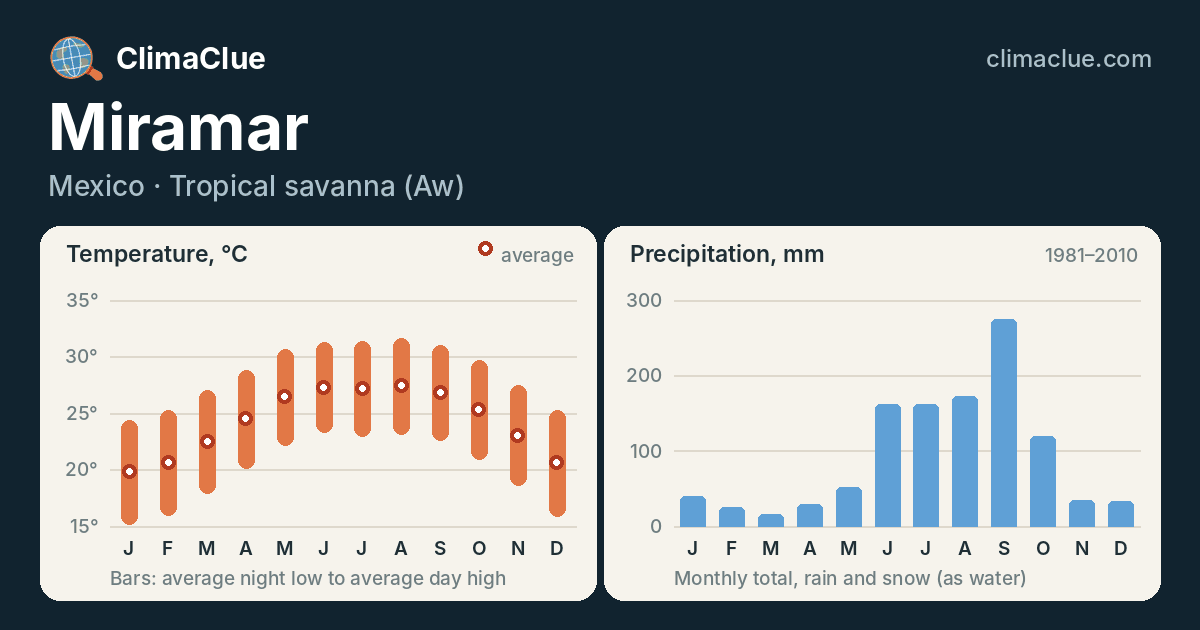 ClimaClue
climaclue.com
Miramar
Mexico · Tropical savanna (Aw)
Temperature, °C
average
35°
30°
25°
20°
15°
J F M A M J J A S O N D
Bars: average night low to average day high
Precipitation, mm
1981–2010
300
200
100
0
J F M A M J J A S O N D
Monthly total, rain and snow (as water)